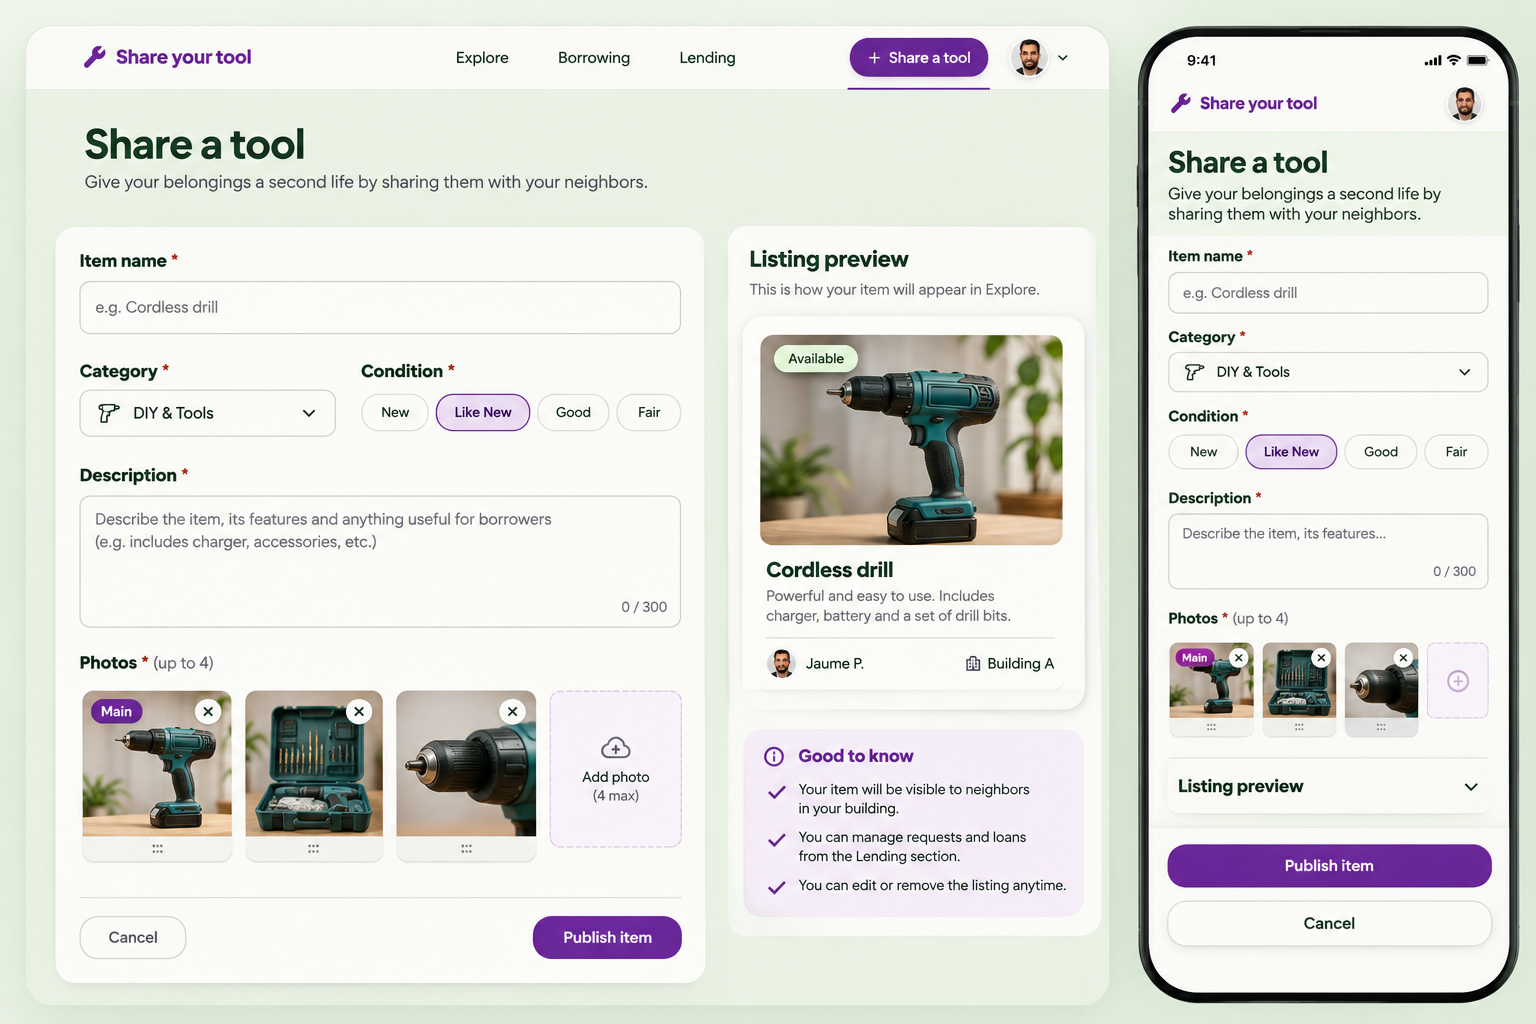 Share your tool
Explore
Borrowing
Lending
+ Share a tool
Share a tool
Give your belongings a second life by sharing them with your neighbors.
Item name *
e.g. Cordless drill
Category *
DIY & Tools
Condition *
New
Like New
Good
Fair
Description *
Describe the item, its features and anything useful for borrowers
(e.g. includes charger, accessories, etc.)
0 / 300
Photos * (up to 4)
Main
Add photo
(4 max)
Cancel
Publish item
Listing preview
This is how your item will appear in Explore.
Available
Cordless drill
Powerful and easy to use. Includes
charger, battery and a set of drill bits.
Jaume P.
Building A
Good to know
Your item will be visible to neighbors
in your building.
You can manage requests and loans
from the Lending section.
You can edit or remove the listing anytime.
9:41
Share your tool
Share a tool
Give your belongings a second life by
sharing them with your neighbors.
Item name *
e.g. Cordless drill
Category *
DIY & Tools
Condition *
New
Like New
Good
Fair
Description *
Describe the item, its features...
0 / 300
Photos * (up to 4)
Main
Listing preview
Publish item
Cancel